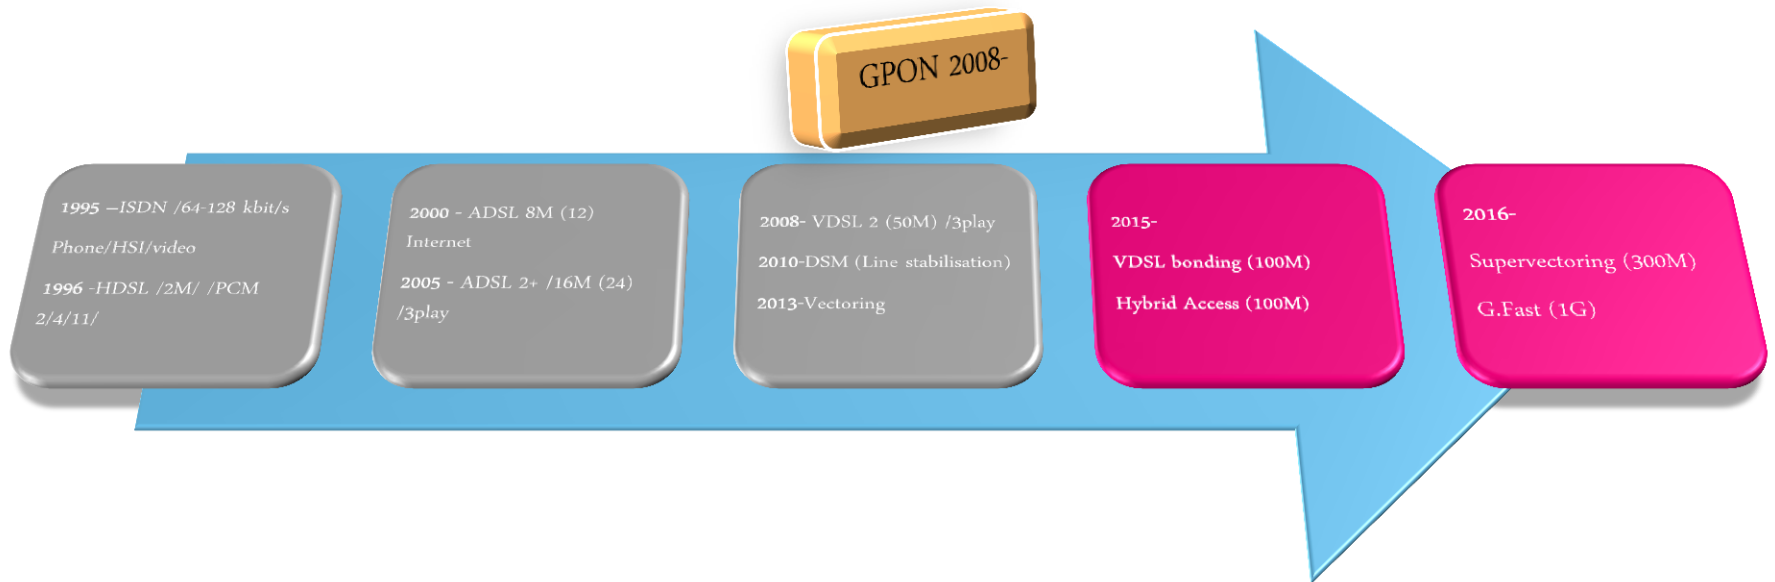 GPON 2008-
1995 –ISDN /64-128 kbit/s
Phone/HSI/video
1996 -HDSL /2M/ /PCM
2/4/11/
2000 - ADSL 8M (12)
Internet
2005 - ADSL 2+ /16M (24)
/3play
2008- VDSL 2 (50M) /3play
2010-DSM (Line stabilisation)
2013-Vectoring
2015-
VDSL bonding (100M)
Hybrid Access (100M)
2016-
Supervectoring (300M)
G.Fast (1G)